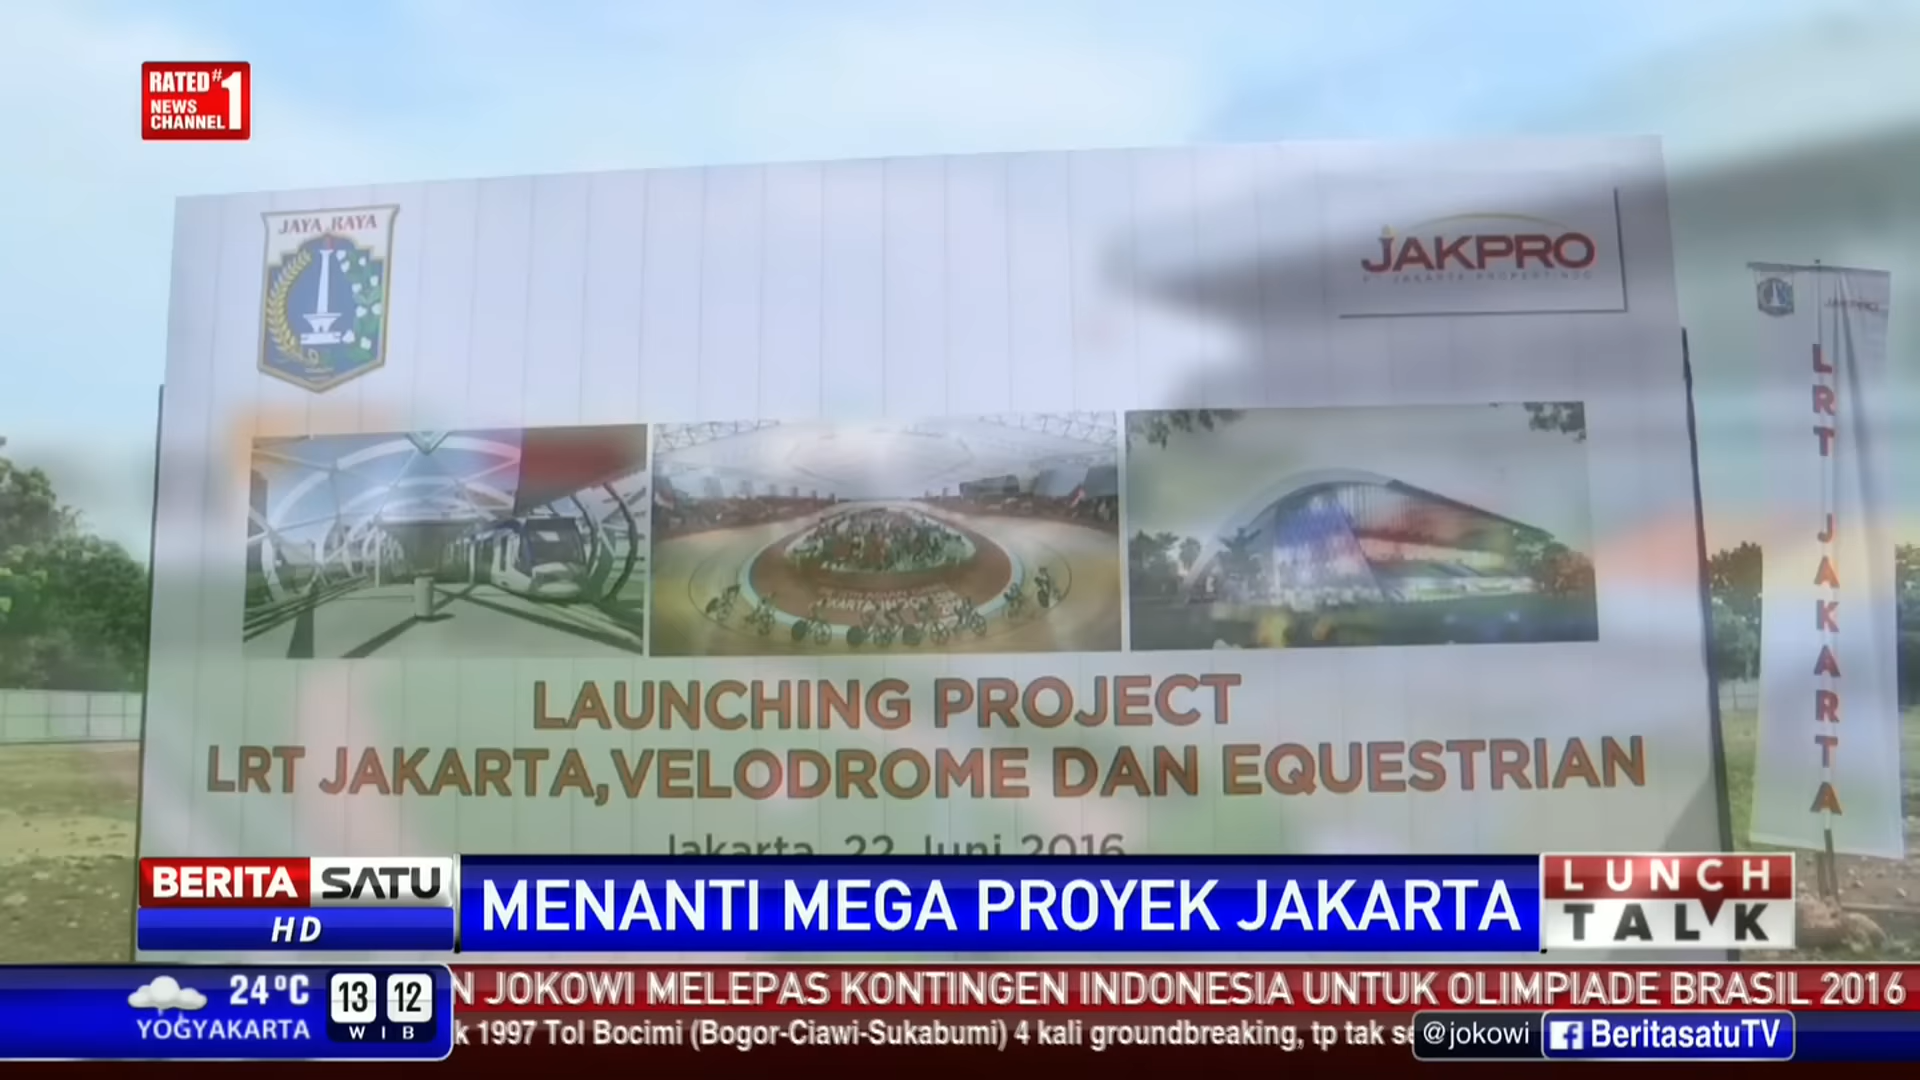 RATED #1
NEWS
CHANNEL
JAYA RAYA
JAKPRO
LAUNCHING PROJECT
LRT JAKARTA,VELODROME DAN EQUESTRIAN
Jakarta, 22 Juni 2016
LRT JAKARTA
BERITA SATU
HD
MENANTI MEGA PROYEK JAKARTA
LUNCH
TALK
24°C
YOGYAKARTA
13 12
WIB
N JOKOWI MELEPAS KONTINGEN INDONESIA UNTUK OLIMPIADE BRASIL 2016
k 1997 Tol Bocimi (Bogor-Ciawi-Sukabumi) 4 kali groundbreaking, tp tak se
@jokowi
BeritasatuTV